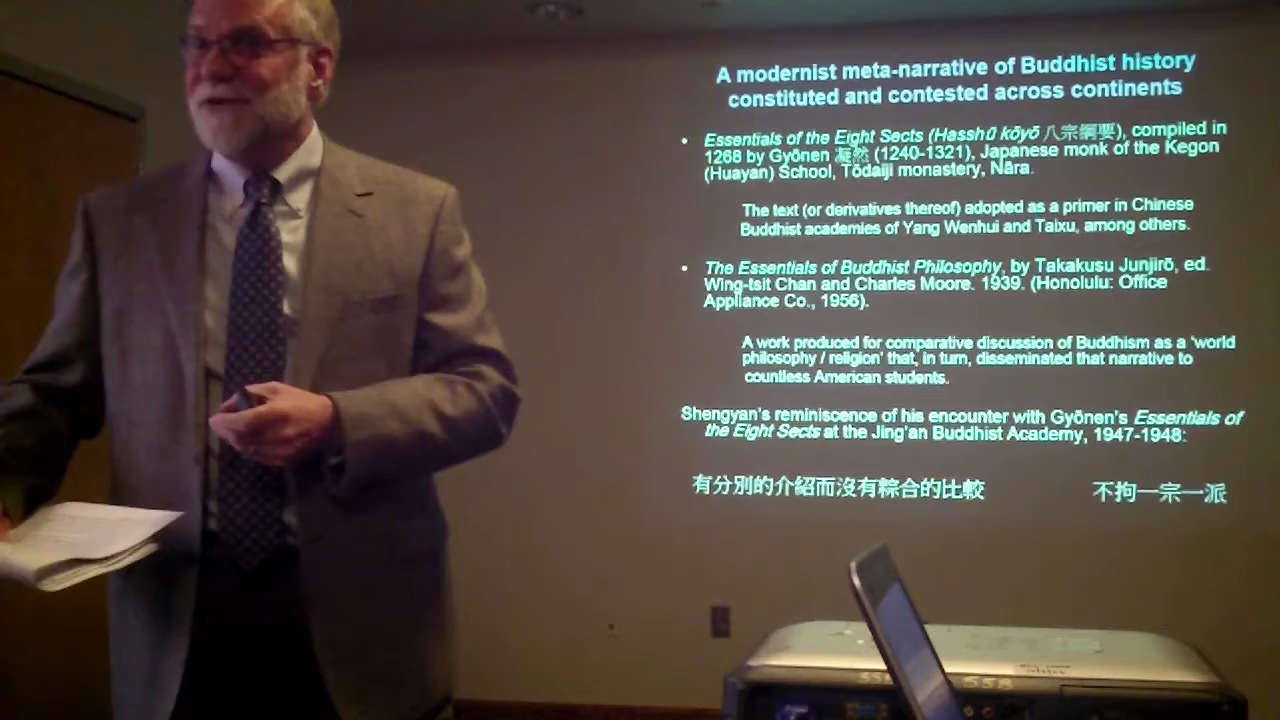 A modernist meta-narrative of Buddhist history
constituted and contested across continents
• Essentials of the Eight Sects (Hasshū kōyō 八宗綱要), compiled in
1268 by Gyōnen 凝然 (1240-1321), Japanese monk of the Kegon
(Huayan) School, Tōdaiji monastery, Nara.
The text (or derivatives thereof) adopted as a primer in Chinese
Buddhist academies of Yang Wenhui and Taixu, among others.
• The Essentials of Buddhist Philosophy, by Takakusu Junjirō, ed.
Wing-tsit Chan and Charles Moore. 1939. (Honolulu: Office
Appliance Co., 1956).
A work produced for comparative discussion of Buddhism as a ‘world
philosophy / religion’ that, in turn, disseminated that narrative to
countless American students.
Shengyan’s reminiscence of his encounter with Gyōnen’s Essentials of
the Eight Sects at the Jing’an Buddhist Academy, 1947-1948:
有分別的介紹而沒有綜合的比較 不拘一宗一派
SSB